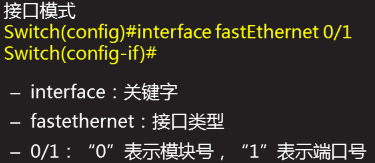 接口模式
Switch(config)#interface fastEthernet 0/1
Switch(config-if)#
– interface：关键字
– fastethernet：接口类型
– 0/1：“0”表示模块号，“1”表示端口号